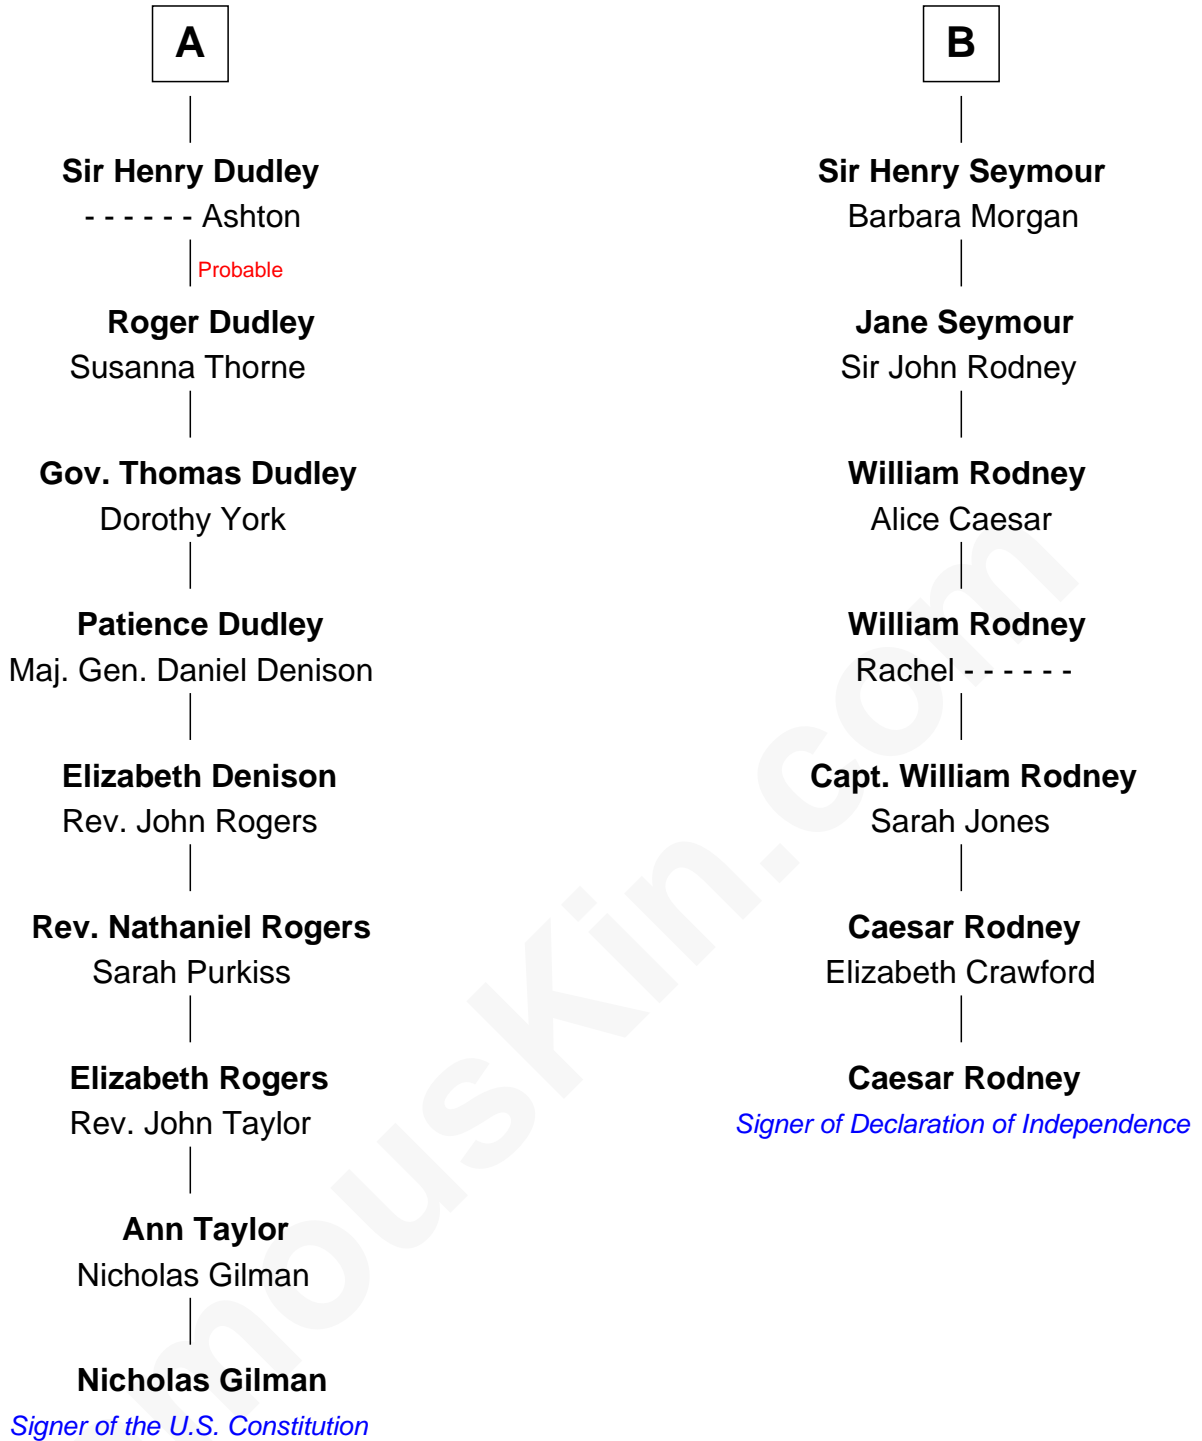 A
Sir Henry Dudley
- - - - - - Ashton
Probable
Roger Dudley
Susanna Thorne
Gov. Thomas Dudley
Dorothy York
Patience Dudley
Maj. Gen. Daniel Denison
Elizabeth Denison
Rev. John Rogers
Rev. Nathaniel Rogers
Sarah Purkiss
Elizabeth Rogers
Rev. John Taylor
Ann Taylor
Nicholas Gilman
Nicholas Gilman
Signer of the U.S. Constitution
B
Sir Henry Seymour
Barbara Morgan
Jane Seymour
Sir John Rodney
William Rodney
Alice Caesar
William Rodney
Rachel - - - - - -
Capt. William Rodney
Sarah Jones
Caesar Rodney
Elizabeth Crawford
Caesar Rodney
Signer of Declaration of Independence
mousKin.com